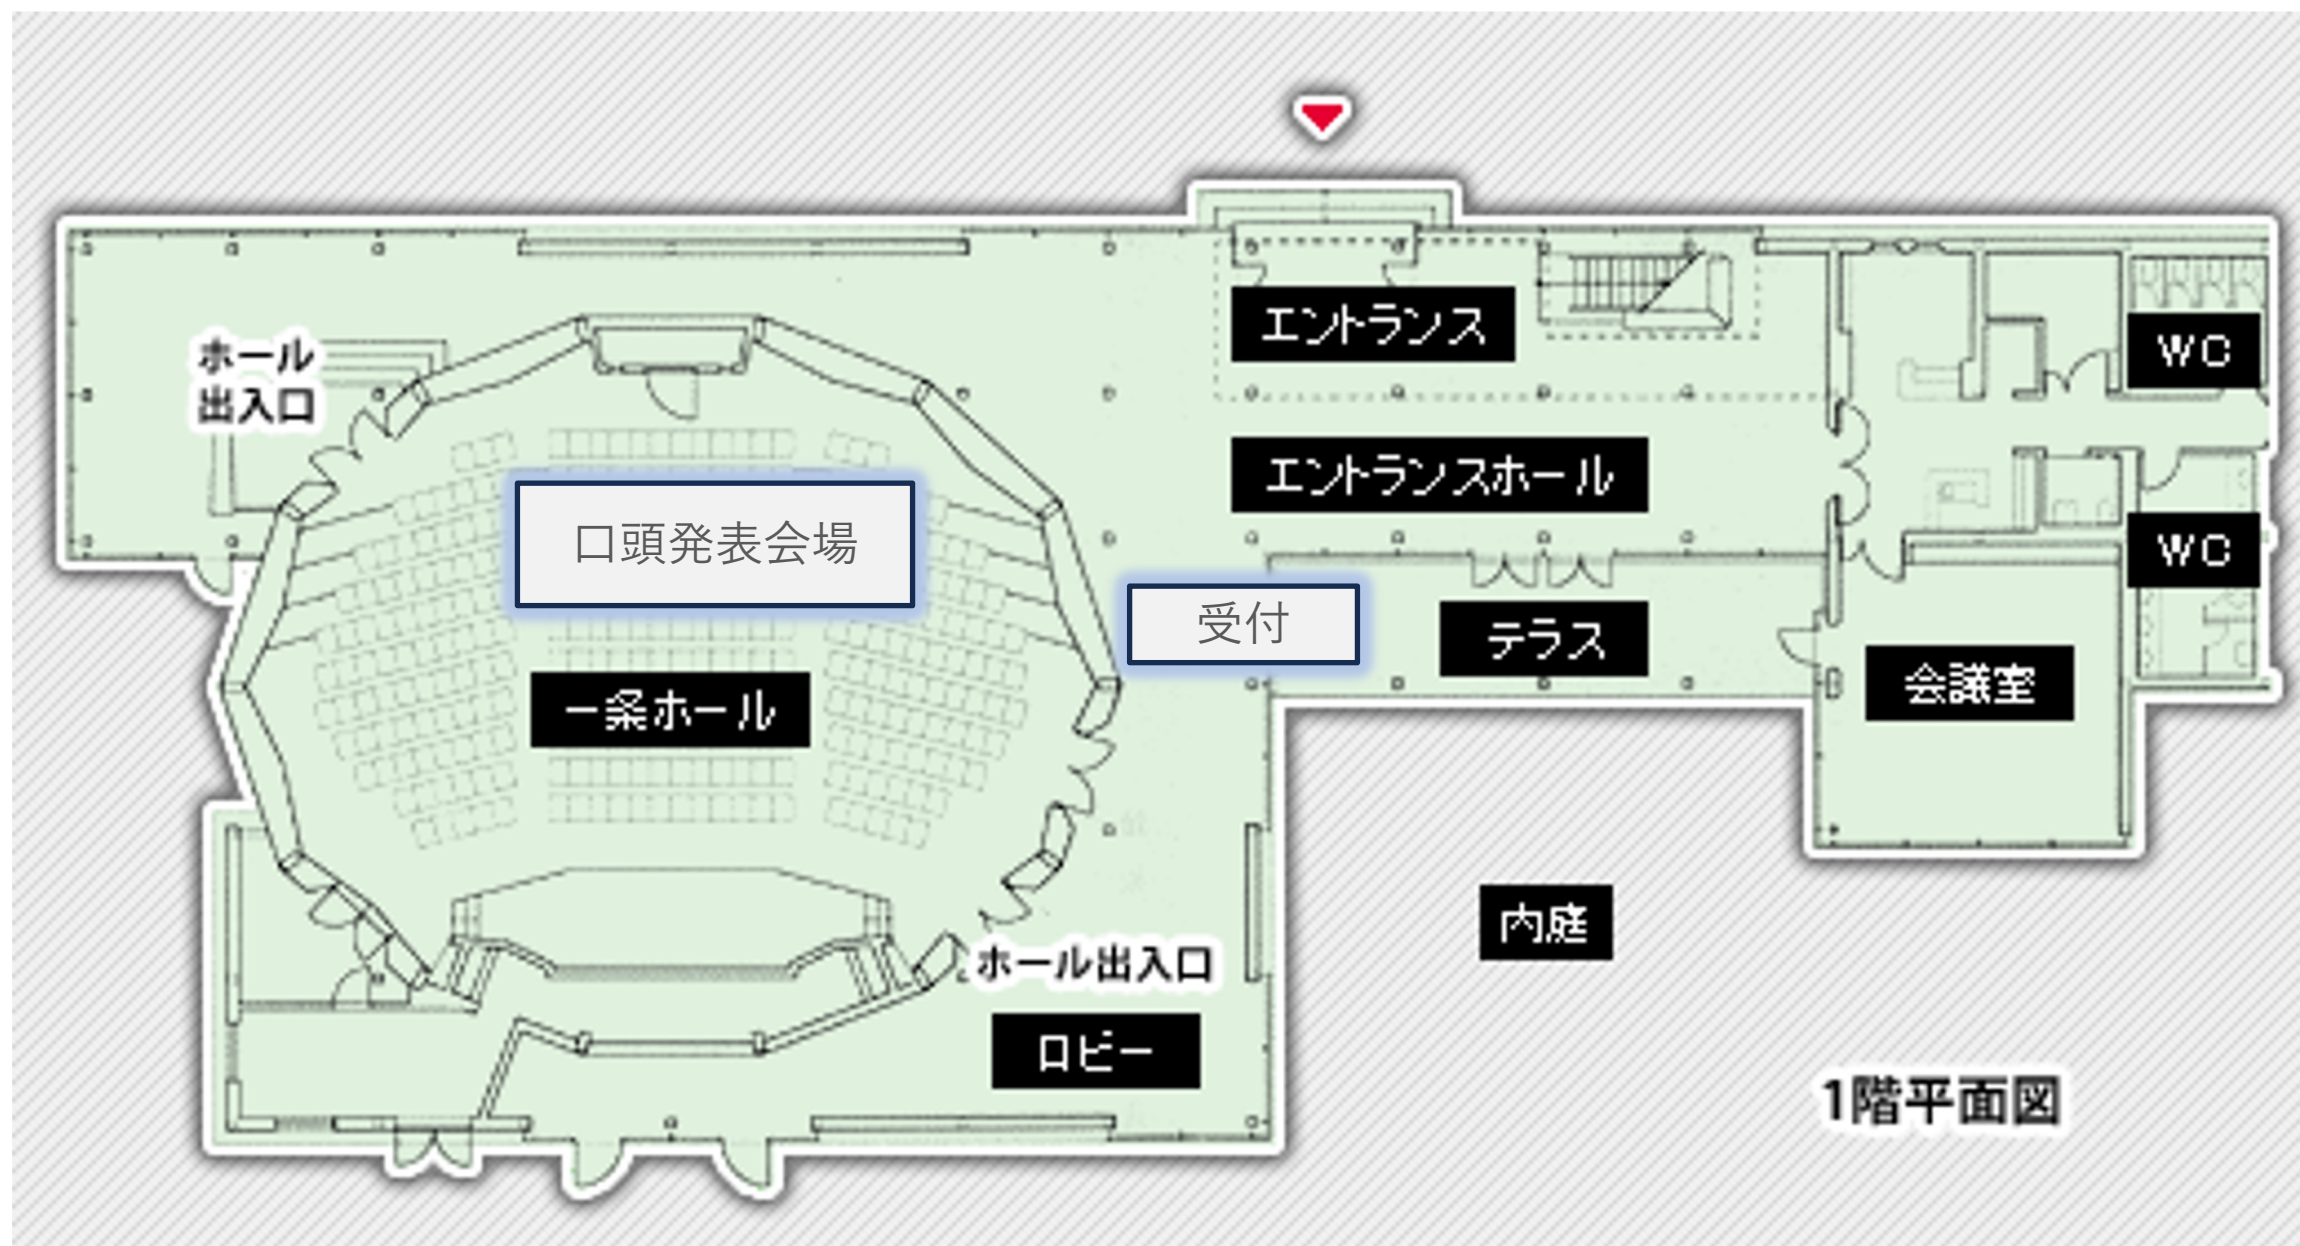 エントランス
ホール
出入口
WC
エントランスホール
口頭発表会場
WC
受付
テラス
会議室
一条ホール
内庭
ホール出入口
ロビー
1階平面図